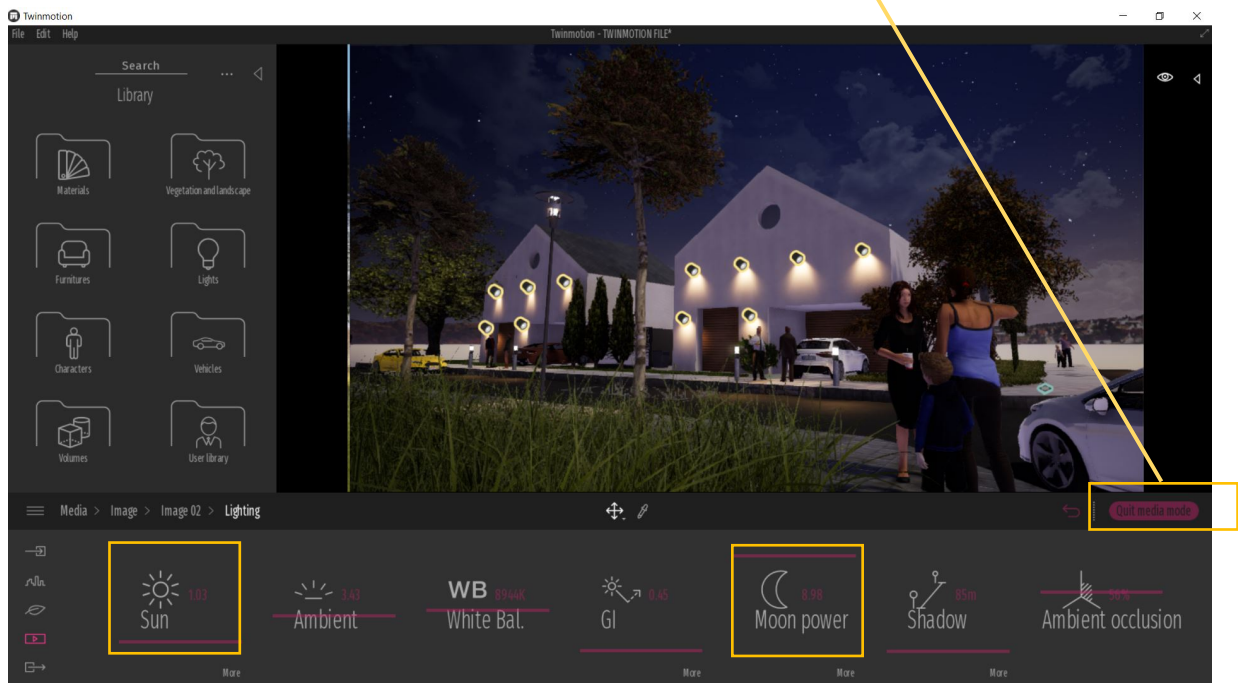 Twinmotion
File Edit Help
Twinmotion - TWINMOTION FILE*
Search ...
Library
Materials
Vegetation and landscape
Furnitures
Lights
Characters
Vehicles
Volumes
User library
Media > Image > Image 02 > Lighting
Quit media mode
Sun 1.03
Ambient 3.43
WB 8944K
White Bal.
GI 0.45
Moon power 8.98
Shadow 85m
Ambient occlusion 56%
More
More
More
More